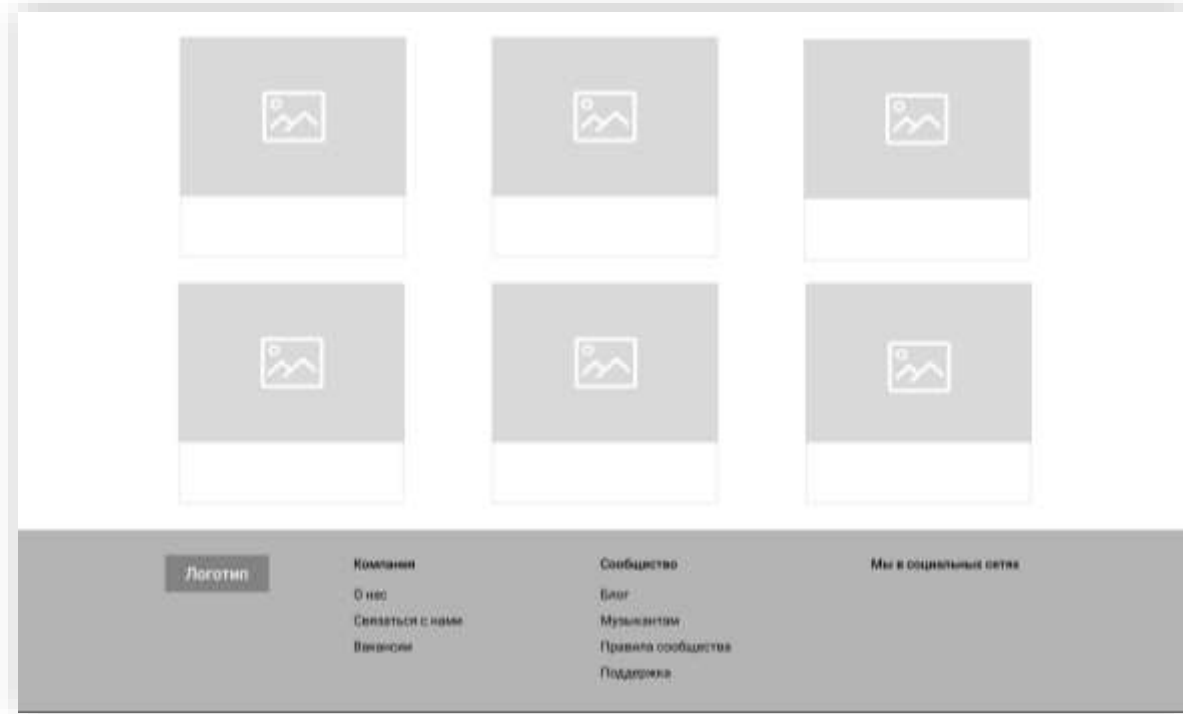 Логотип
Компания
О нас
Связаться с нами
Вакансии
Сообщество
Блог
Музыкантам
Правила сообщества
Поддержка
Мы в социальных сетях